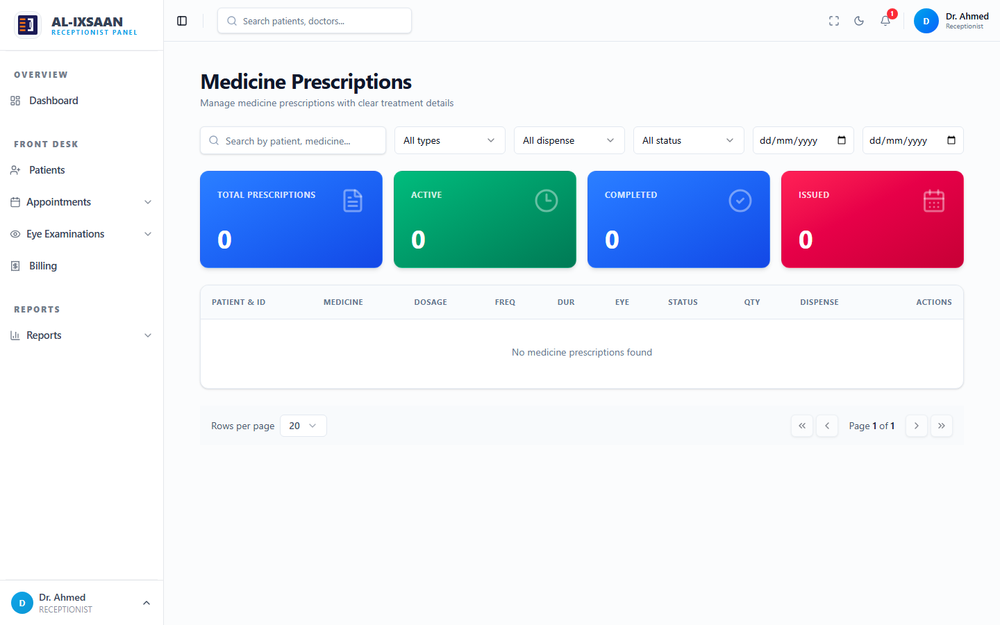 AL-IXSAAN
RECEPTIONIST PANEL
Search patients, doctors...
1
D
Dr. Ahmed
Receptionist
OVERVIEW
Dashboard
FRONT DESK
Patients
Appointments
Eye Examinations
Billing
REPORTS
Reports
D
Dr. Ahmed
RECEPTIONIST
Medicine Prescriptions
Manage medicine prescriptions with clear treatment details
Search by patient, medicine... All types All dispense All status dd/mm/yyyy dd/mm/yyyy
TOTAL PRESCRIPTIONS
0
ACTIVE
0
COMPLETED
0
ISSUED
0
PATIENT & ID MEDICINE DOSAGE FREQ DUR EYE STATUS QTY DISPENSE ACTIONS
No medicine prescriptions found
Rows per page 20 Page 1 of 1